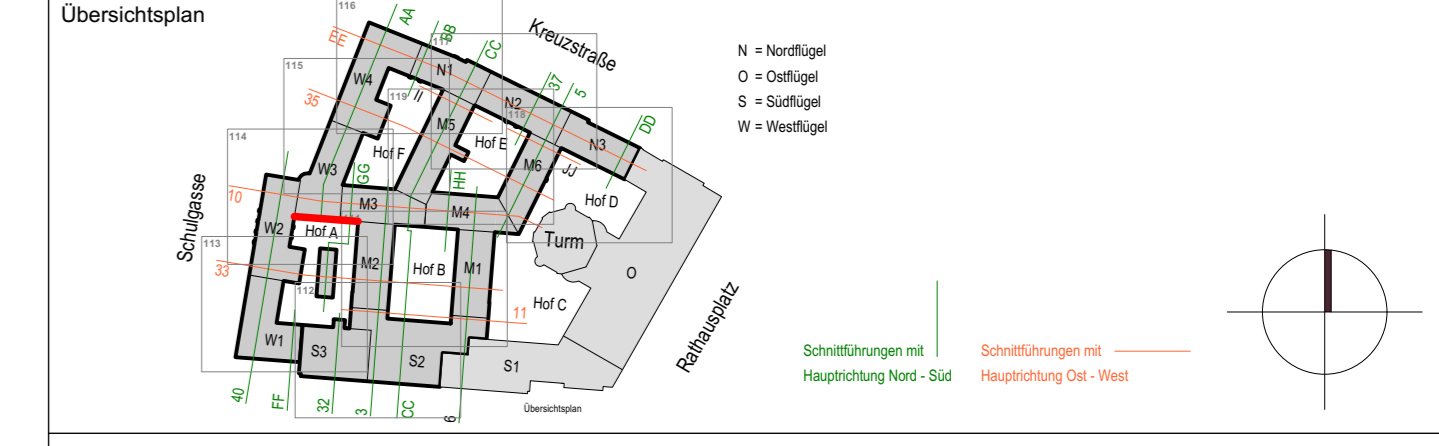 Übersichtsplan
116
AA
BB
EE
Kreuzstraße
117
CC
N = Nordflügel
O = Ostflügel
S = Südflügel
W = Westflügel
115
W4
N1
37
5
35
119
II
N2
118
DD
114
M5
Hof E
N3
Hof F
M6
JJ
W3
GG
HH
Hof D
Schulgasse
10
M3
M4
W2
Hof A
Turm
113
33
M2
Hof B
M1
O
112
11
Hof C
Rathausplatz
W1
S3
S2
S1
40
FF
32
3
CC
6
Übersichtsplan
Schnittführungen mit
Hauptrichtung Nord - Süd
Schnittführungen mit
Hauptrichtung Ost - West